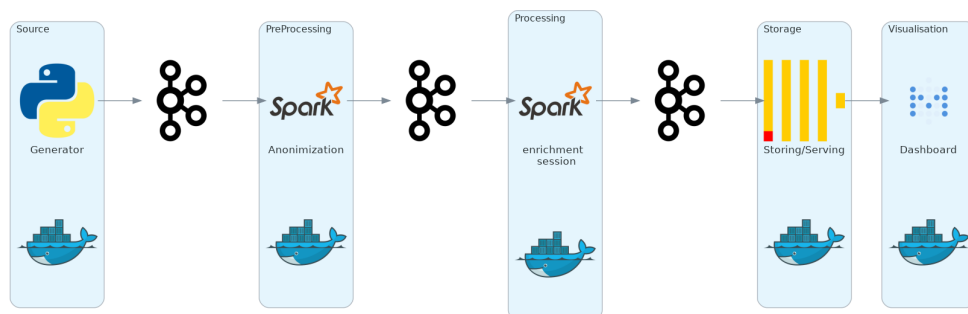 Source
Generator
PreProcessing
Spark
Anonimization
Processing
Spark
enrichment
session
Storage
Storing/Serving
Visualisation
Dashboard